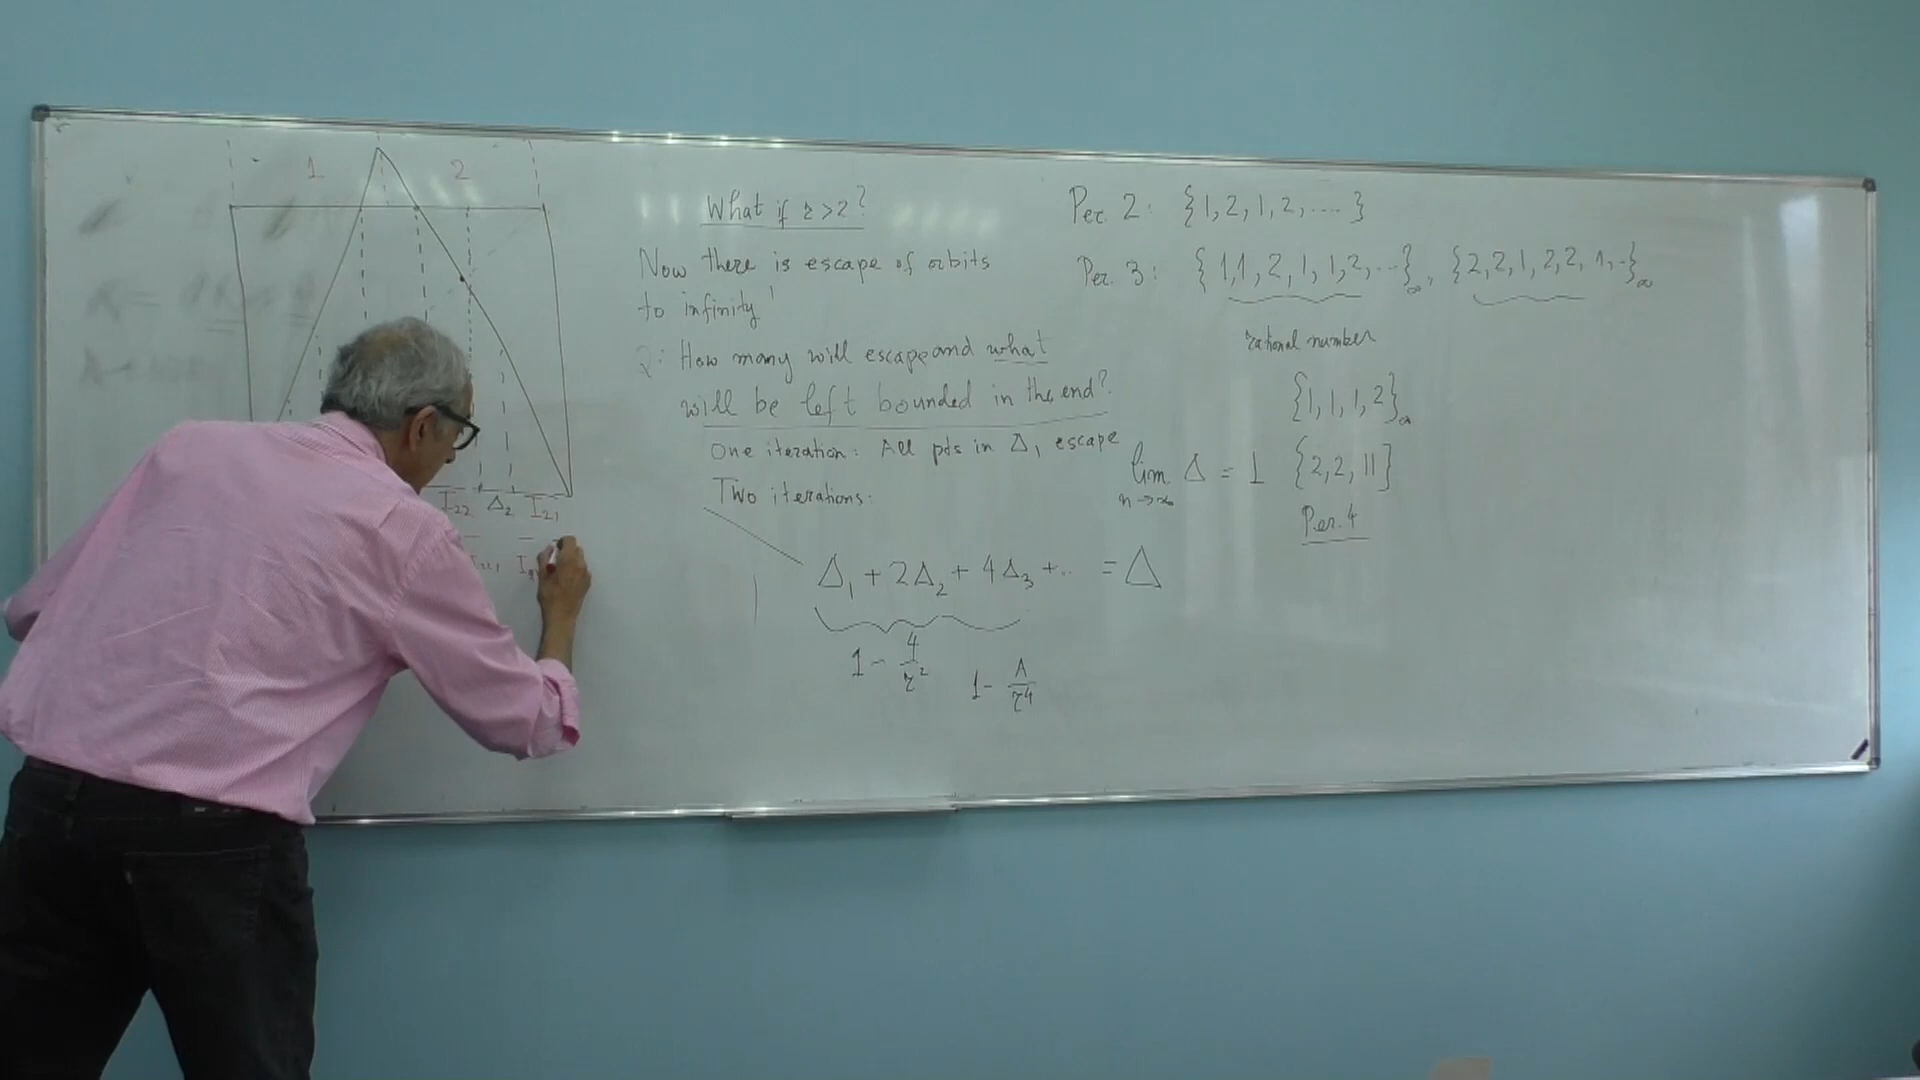 1 2
I₂₂ Δ₂ I₂₁
What if r>2?
Now there is escape of orbits
to infinity!
Q: How many will escape and what
will be left bounded in the end?
One iteration: All pts in Δ₁ escape
Two iterations:
Δ₁ + 2Δ₂ + 4Δ₃ + .. = Δ
1 - 4/r²
1 - A/r⁴
Per. 2: {1, 2, 1, 2, .... }
Per. 3: { 1, 1, 2, 1, 1, 2, ... }∞, {2, 2, 1, 2, 2, 1, .. }∞
rational number
{1, 1, 1, 2}∞
lim n→∞ Δ = 1
{2, 2, 11}
Per. 4